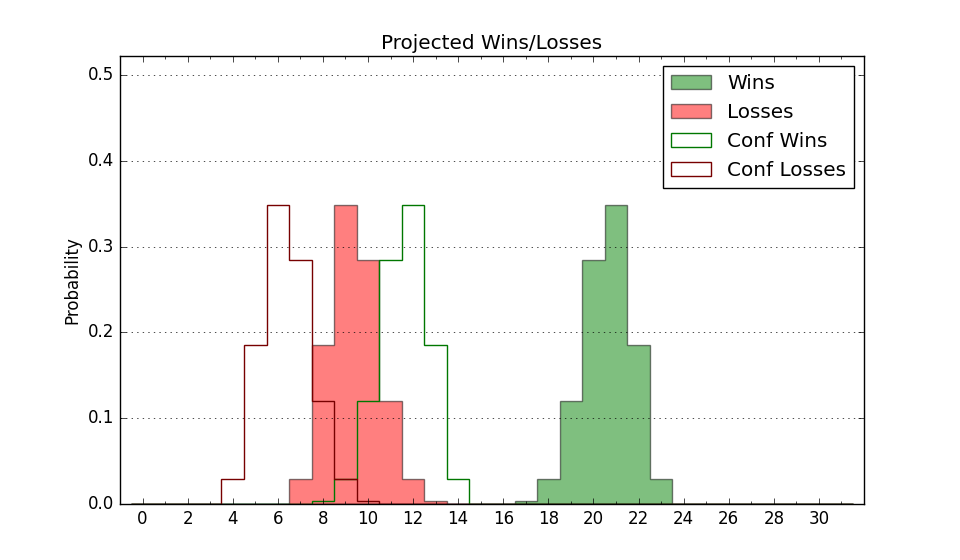 Projected Wins/Losses
0.5
0.4
0.3
0.2
0.1
0.0
Probability
Wins
Losses
Conf Wins
Conf Losses
0 2 4 6 8 10 12 14 16 18 20 22 24 26 28 30